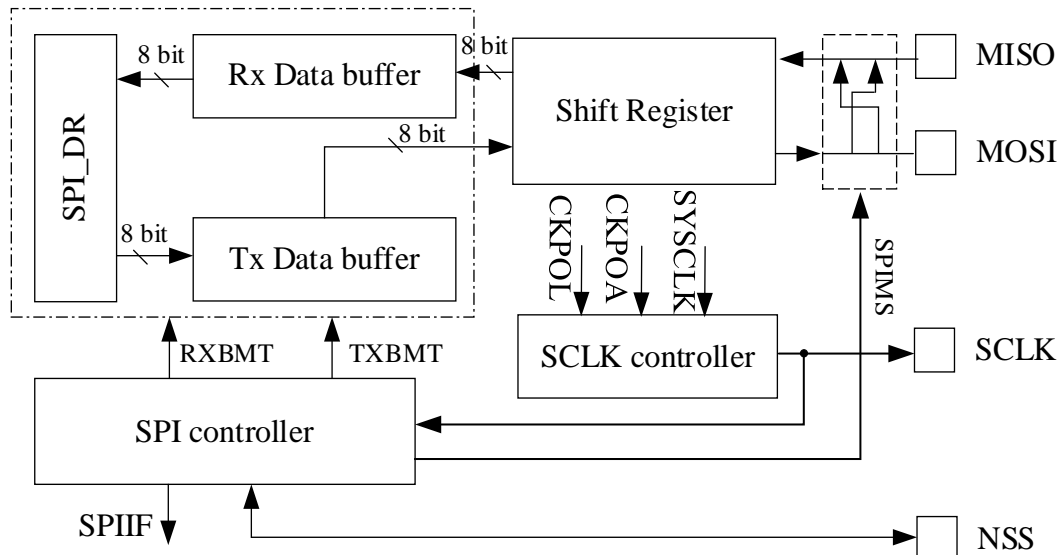 8 bit
Rx Data buffer
8 bit
Shift Register
MISO
SPI_DR
8 bit
MOSI
8 bit
Tx Data buffer
CKPOL
CKPOA
SYSCLK
SPIMS
RXBMT
TXBMT
SCLK controller
SCLK
SPI controller
SPIIF
NSS